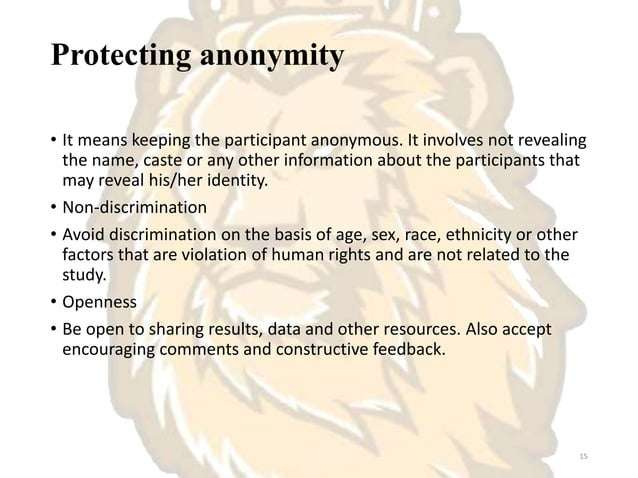 Protecting anonymity
• It means keeping the participant anonymous. It involves not revealing
the name, caste or any other information about the participants that
may reveal his/her identity.
• Non-discrimination
• Avoid discrimination on the basis of age, sex, race, ethnicity or other
factors that are violation of human rights and are not related to the
study.
• Openness
• Be open to sharing results, data and other resources. Also accept
encouraging comments and constructive feedback.
15